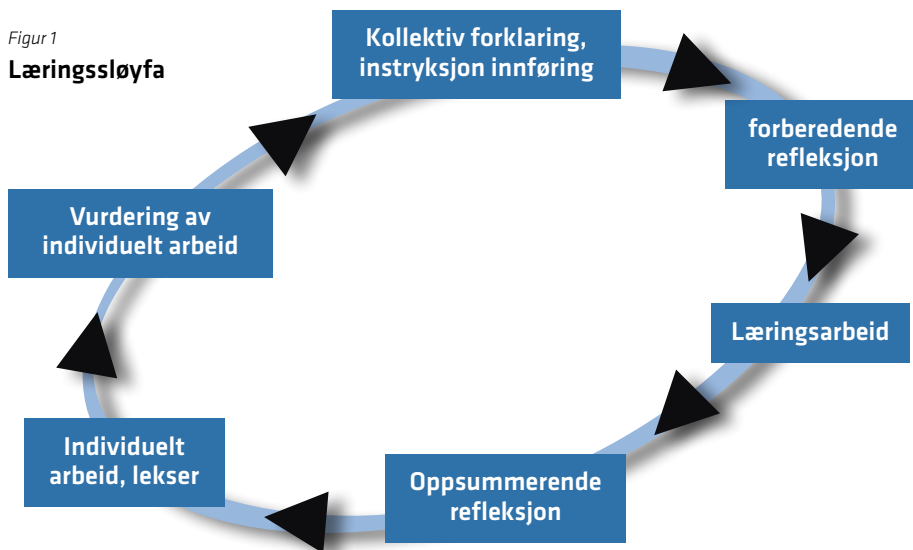 Figur 1
Læringssløyfa
Kollektiv forklaring,
instryksjon innføring
forberedende
refleksjon
Læringsarbeid
Oppsummerende
refleksjon
Individuelt
arbeid, lekser
Vurdering av
individuelt arbeid